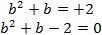 b² + b = +2
b² + b − 2 = 0